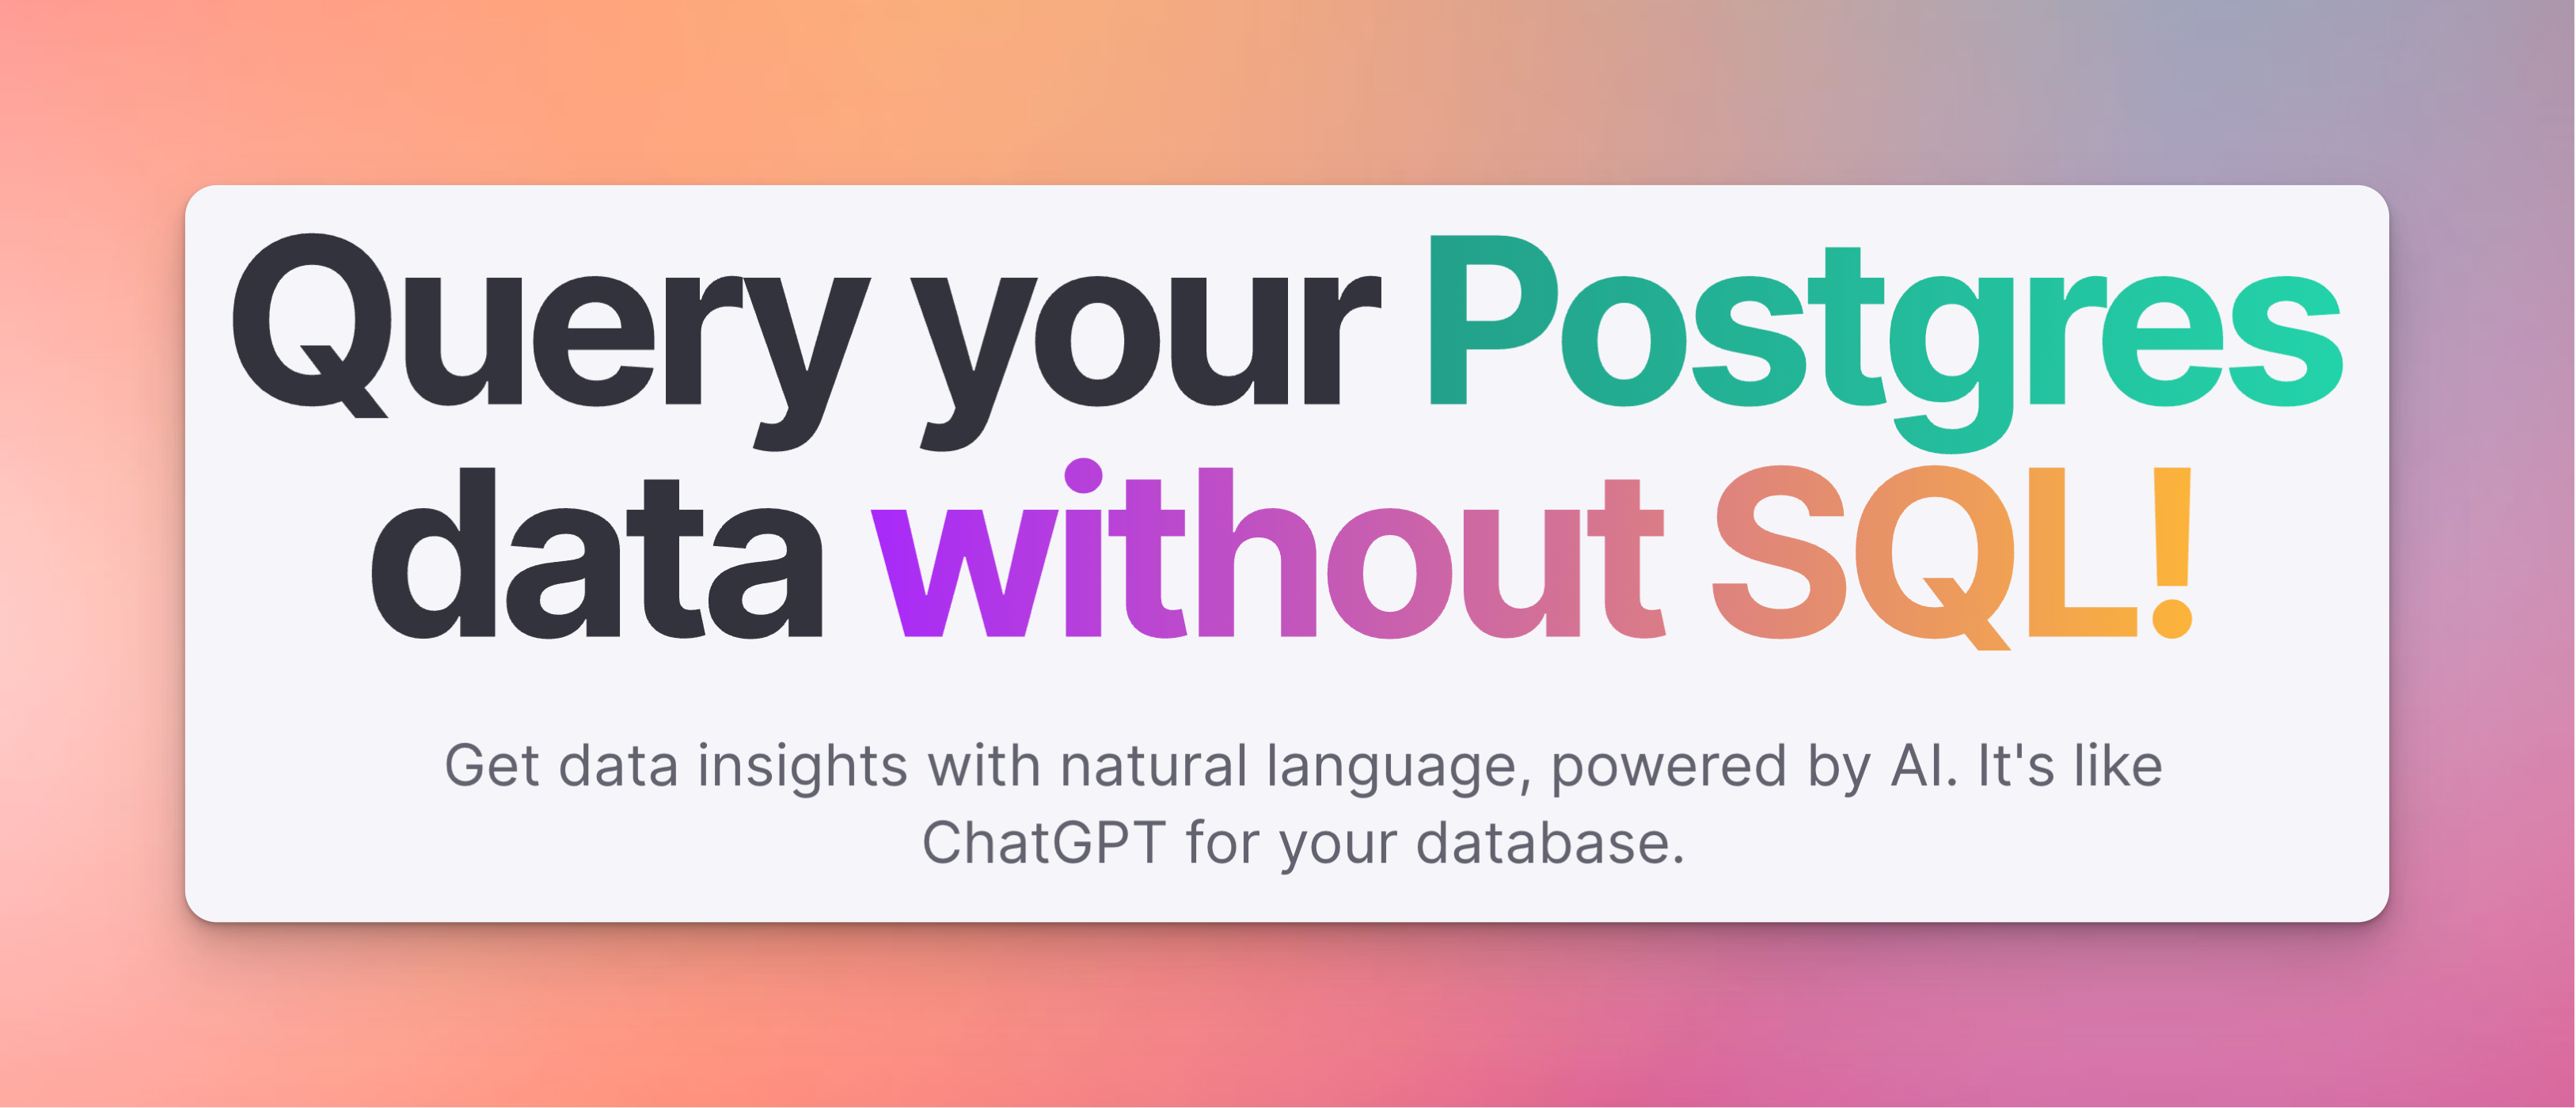 Query your Postgres
data without SQL!
Get data insights with natural language, powered by AI. It's like
ChatGPT for your database.